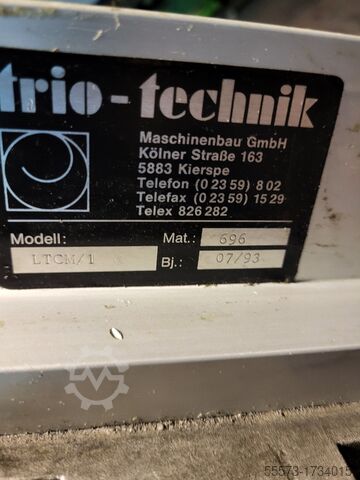 trio-technik
Maschinenbau GmbH
Kölner Straße 163
5883 Kierspe
Telefon (0 23 59) 8 02
Telefax (0 23 59) 15 29
Telex 826 282
Modell: Mat.: 696
LTCM/1 Bj.: 07/93
55573-1734015